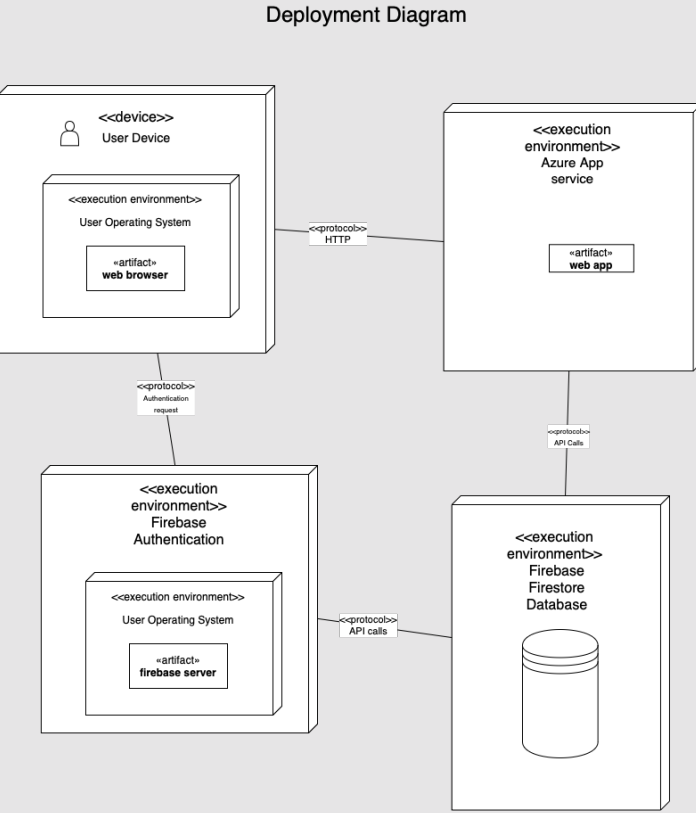 Deployment Diagram
<<device>>
User Device
<<execution environment>>
User Operating System
«artifact»
web browser
<<protocol>>
HTTP
<<execution
environment>>
Azure App
service
«artifact»
web app
<<protocol>>
Authentication
request
<<protocol>>
API Calls
<<execution
environment>>
Firebase
Authentication
<<execution environment>>
User Operating System
«artifact»
firebase server
<<protocol>>
API calls
<<execution
environment>>
Firebase
Firestore
Database